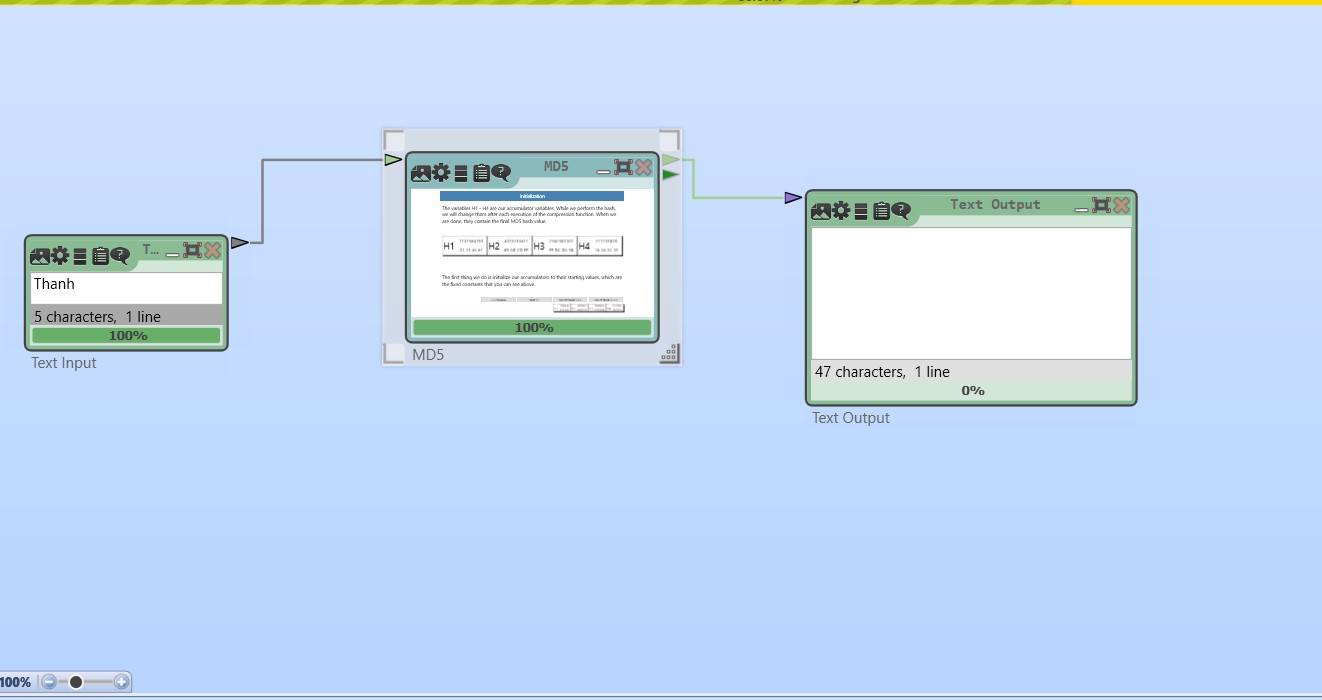 T...
Thanh
5 characters,  1 line
100%
Text Input
MD5
Initialization
The variables H1 – H4 are our accumulator variables. While we perform the hash,
we will change them after each execution of the compression function. When we
are done, they contain the final MD5 hash value.
H1 H2 H3 H4
The first thing we do is initialize our accumulators to their starting values, which are
the fixed constants that you can see above.
100%
MD5
Text Output
47 characters,  1 line
0%
Text Output
100%